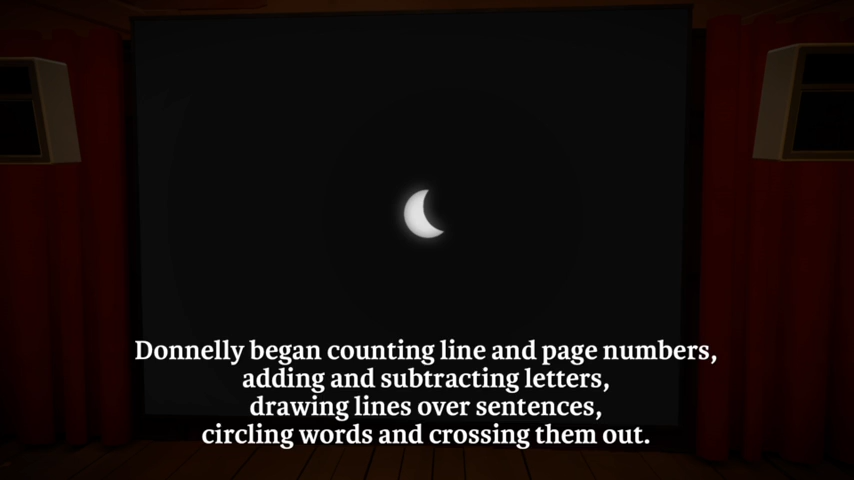 Donnelly began counting line and page numbers,
adding and subtracting letters,
drawing lines over sentences,
circling words and crossing them out.